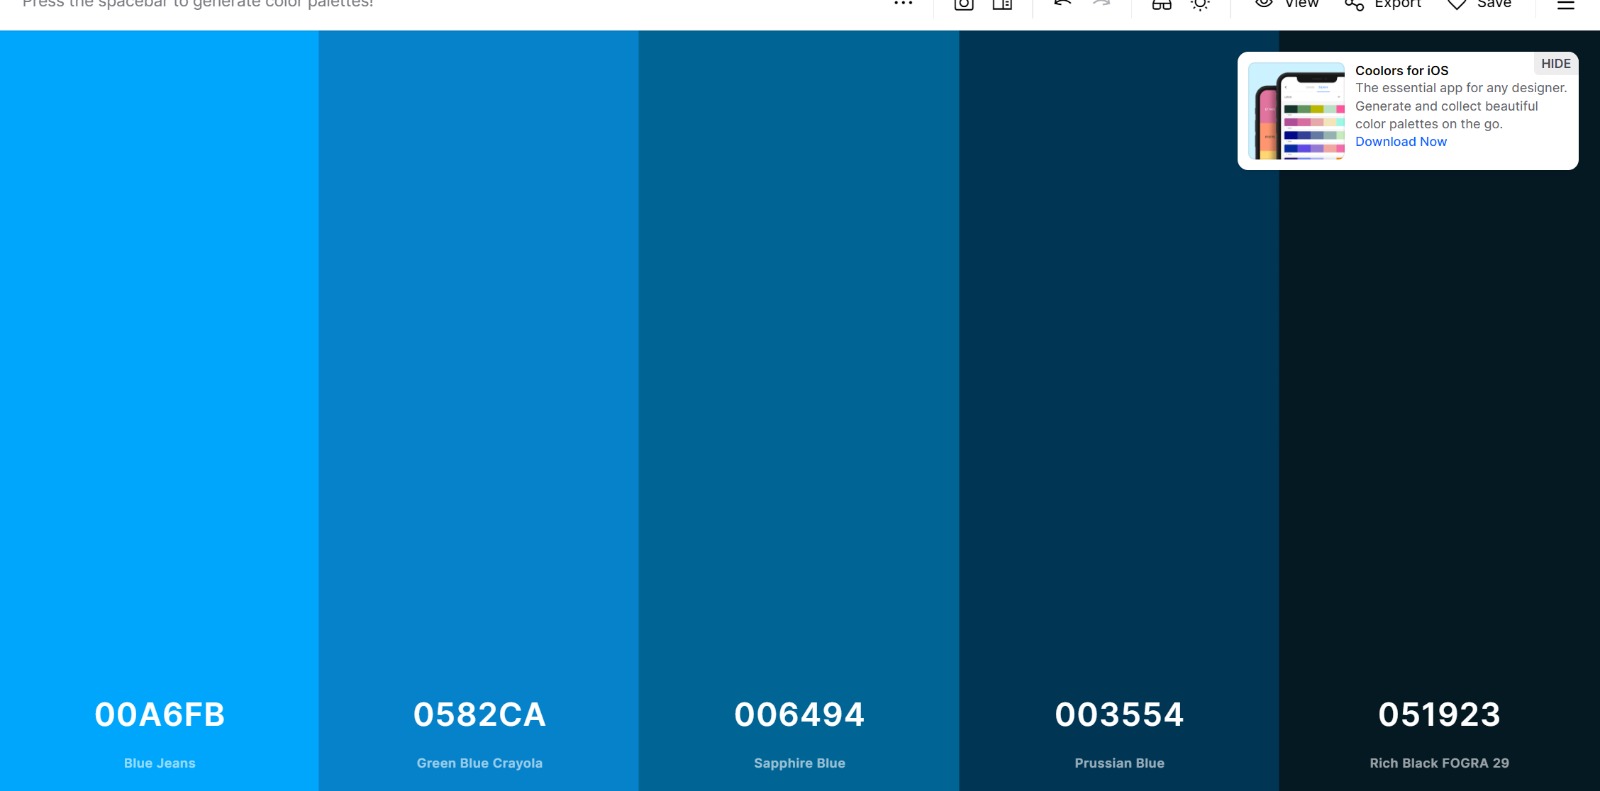 Press the spacebar to generate color palettes!
View
Export
Save
HIDE
Coolors for iOS
The essential app for any designer.
Generate and collect beautiful
color palettes on the go.
Download Now
00A6FB
Blue Jeans
0582CA
Green Blue Crayola
006494
Sapphire Blue
003554
Prussian Blue
051923
Rich Black FOGRA 29